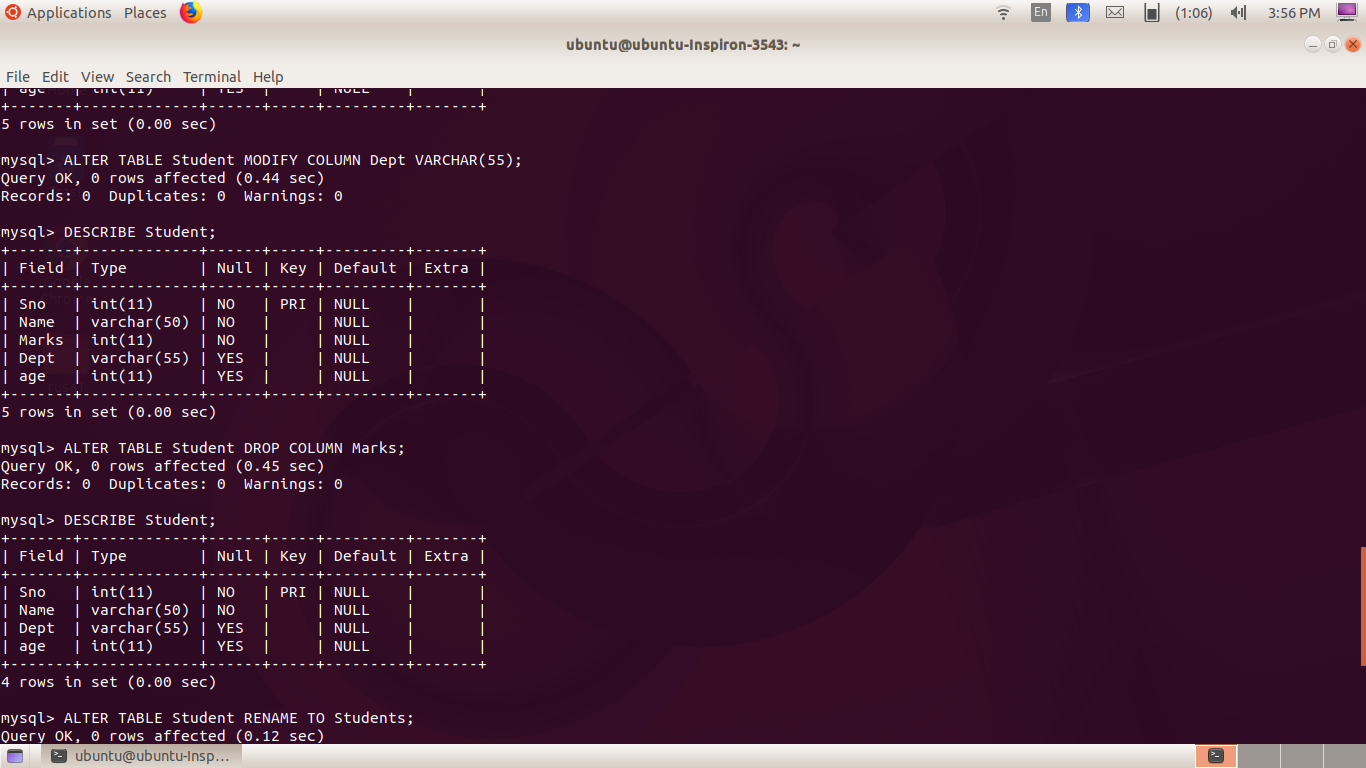 Applications Places En (1:06) 3:56 PM
ubuntu@ubuntu-Inspiron-3543: ~
File Edit View Search Terminal Help
| age   | int(11)     | YES  |     | NULL    |       |
+-------+-------------+------+-----+---------+-------+
5 rows in set (0.00 sec)
mysql> ALTER TABLE Student MODIFY COLUMN Dept VARCHAR(55);
Query OK, 0 rows affected (0.44 sec)
Records: 0  Duplicates: 0  Warnings: 0
mysql> DESCRIBE Student;
+-------+-------------+------+-----+---------+-------+
| Field | Type        | Null | Key | Default | Extra |
+-------+-------------+------+-----+---------+-------+
| Sno   | int(11)     | NO   | PRI | NULL    |       |
| Name  | varchar(50) | NO   |     | NULL    |       |
| Marks | int(11)     | NO   |     | NULL    |       |
| Dept  | varchar(55) | YES  |     | NULL    |       |
| age   | int(11)     | YES  |     | NULL    |       |
+-------+-------------+------+-----+---------+-------+
5 rows in set (0.00 sec)
mysql> ALTER TABLE Student DROP COLUMN Marks;
Query OK, 0 rows affected (0.45 sec)
Records: 0  Duplicates: 0  Warnings: 0
mysql> DESCRIBE Student;
+-------+-------------+------+-----+---------+-------+
| Field | Type        | Null | Key | Default | Extra |
+-------+-------------+------+-----+---------+-------+
| Sno   | int(11)     | NO   | PRI | NULL    |       |
| Name  | varchar(50) | NO   |     | NULL    |       |
| Dept  | varchar(55) | YES  |     | NULL    |       |
| age   | int(11)     | YES  |     | NULL    |       |
+-------+-------------+------+-----+---------+-------+
4 rows in set (0.00 sec)
mysql> ALTER TABLE Student RENAME TO Students;
Query OK, 0 rows affected (0.12 sec)
ubuntu@ubuntu-Insp...